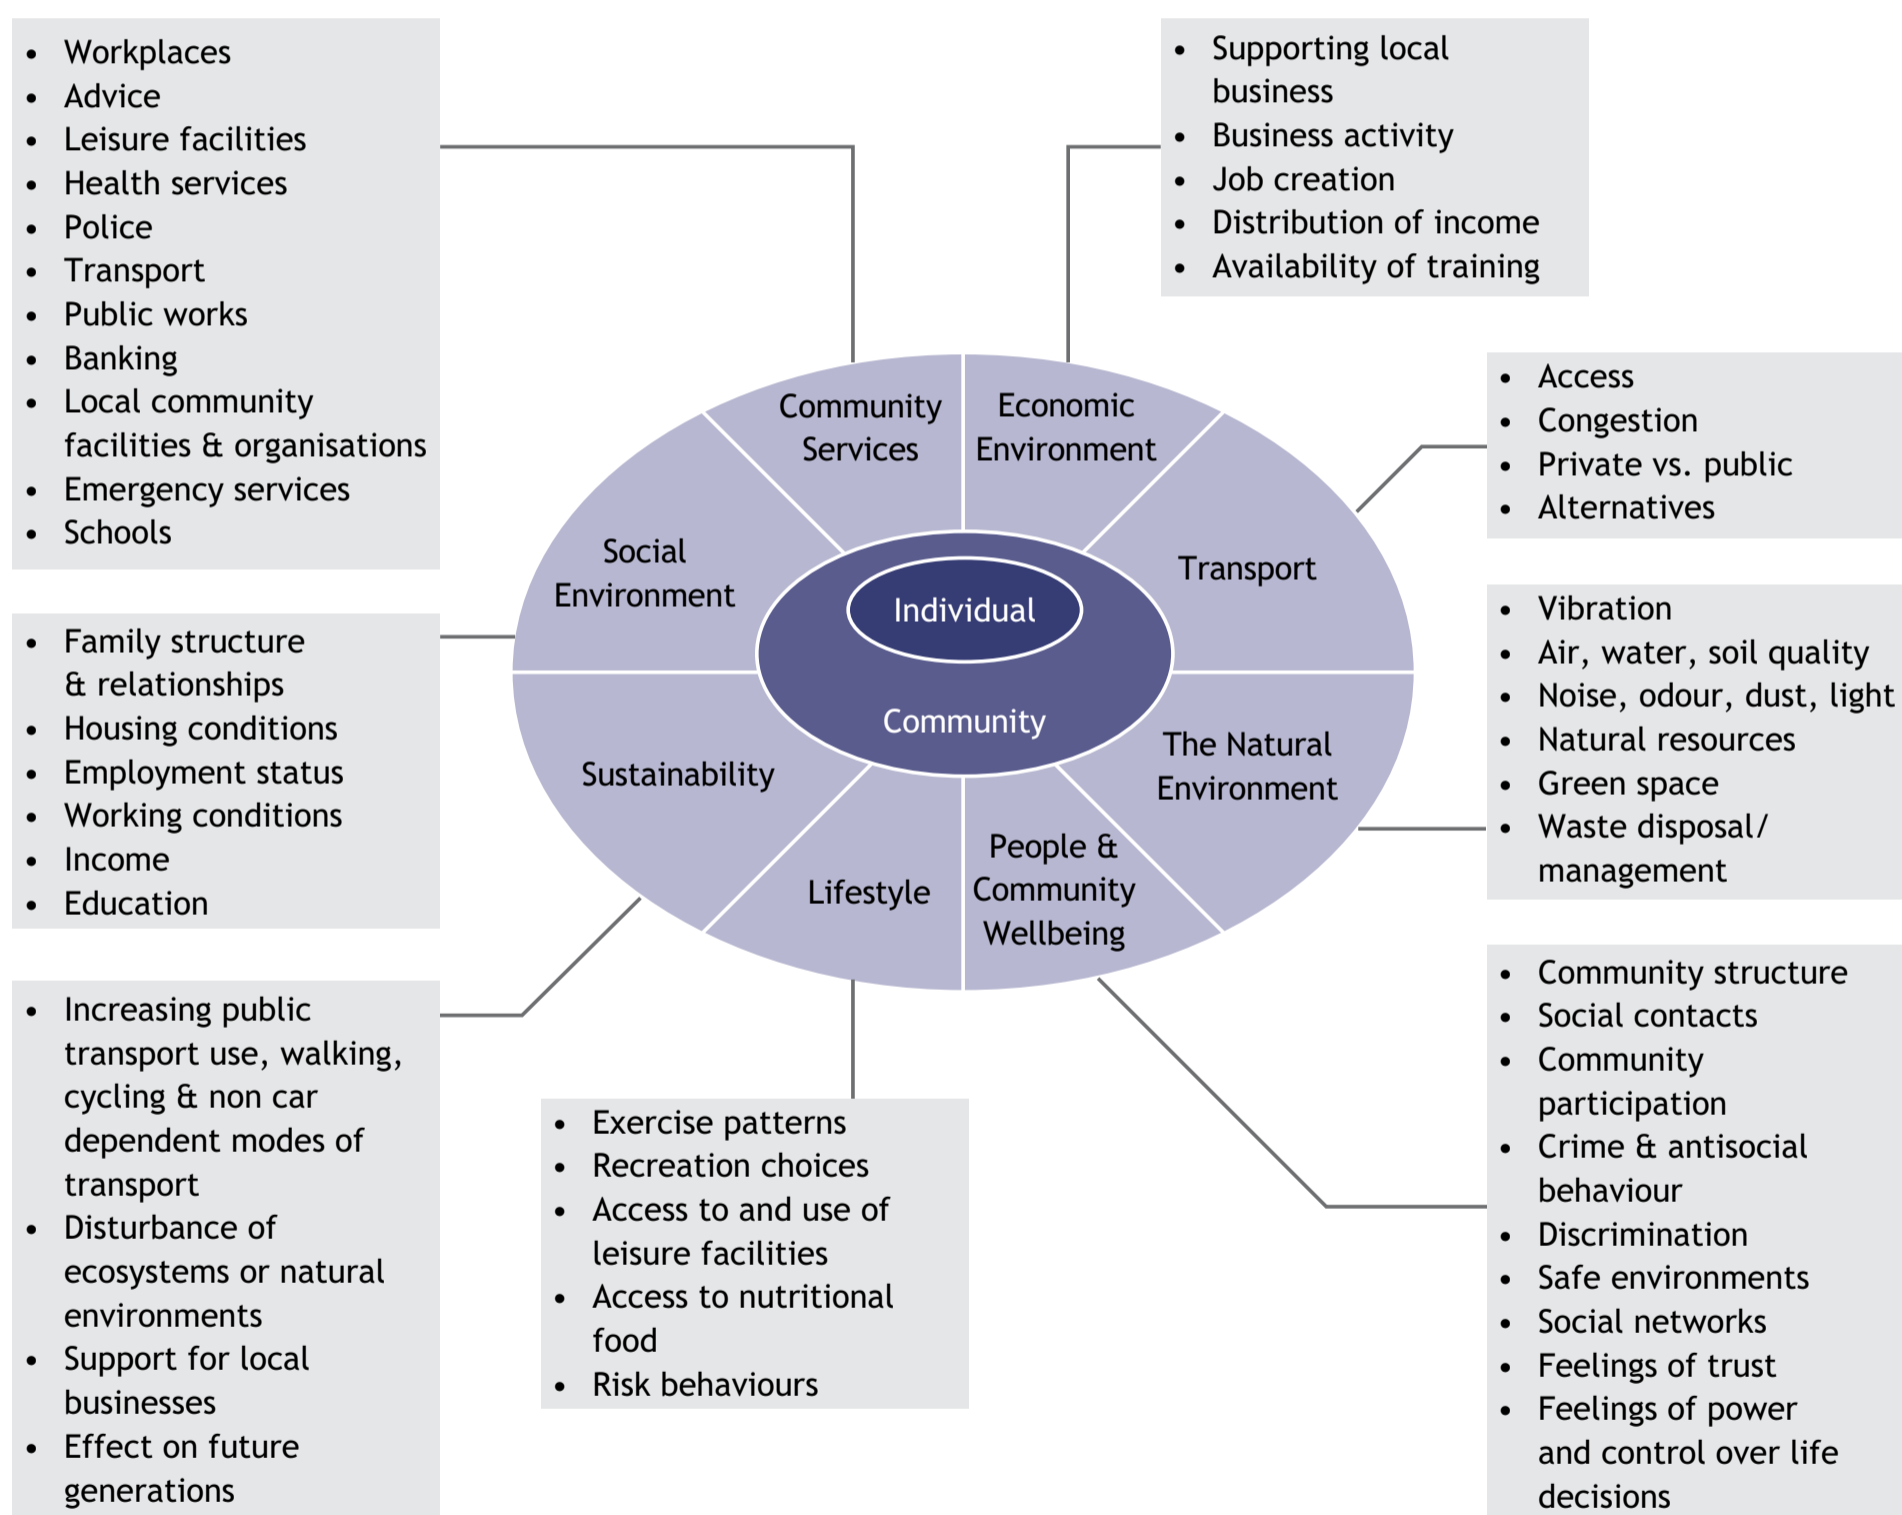 • Workplaces
• Advice
• Leisure facilities
• Health services
• Police
• Transport
• Public works
• Banking
• Local community
facilities & organisations
• Emergency services
• Schools
• Supporting local
business
• Business activity
• Job creation
• Distribution of income
• Availability of training
• Access
• Congestion
• Private vs. public
• Alternatives
Community
Services
Economic
Environment
Social
Environment
Transport
Individual
Community
Sustainability
The Natural
Environment
Lifestyle
People &
Community
Wellbeing
• Family structure
& relationships
• Housing conditions
• Employment status
• Working conditions
• Income
• Education
• Vibration
• Air, water, soil quality
• Noise, odour, dust, light
• Natural resources
• Green space
• Waste disposal/
management
• Increasing public
transport use, walking,
cycling & non car
dependent modes of
transport
• Disturbance of
ecosystems or natural
environments
• Support for local
businesses
• Effect on future
generations
• Exercise patterns
• Recreation choices
• Access to and use of
leisure facilities
• Access to nutritional
food
• Risk behaviours
• Community structure
• Social contacts
• Community
participation
• Crime & antisocial
behaviour
• Discrimination
• Safe environments
• Social networks
• Feelings of trust
• Feelings of power
and control over life
decisions